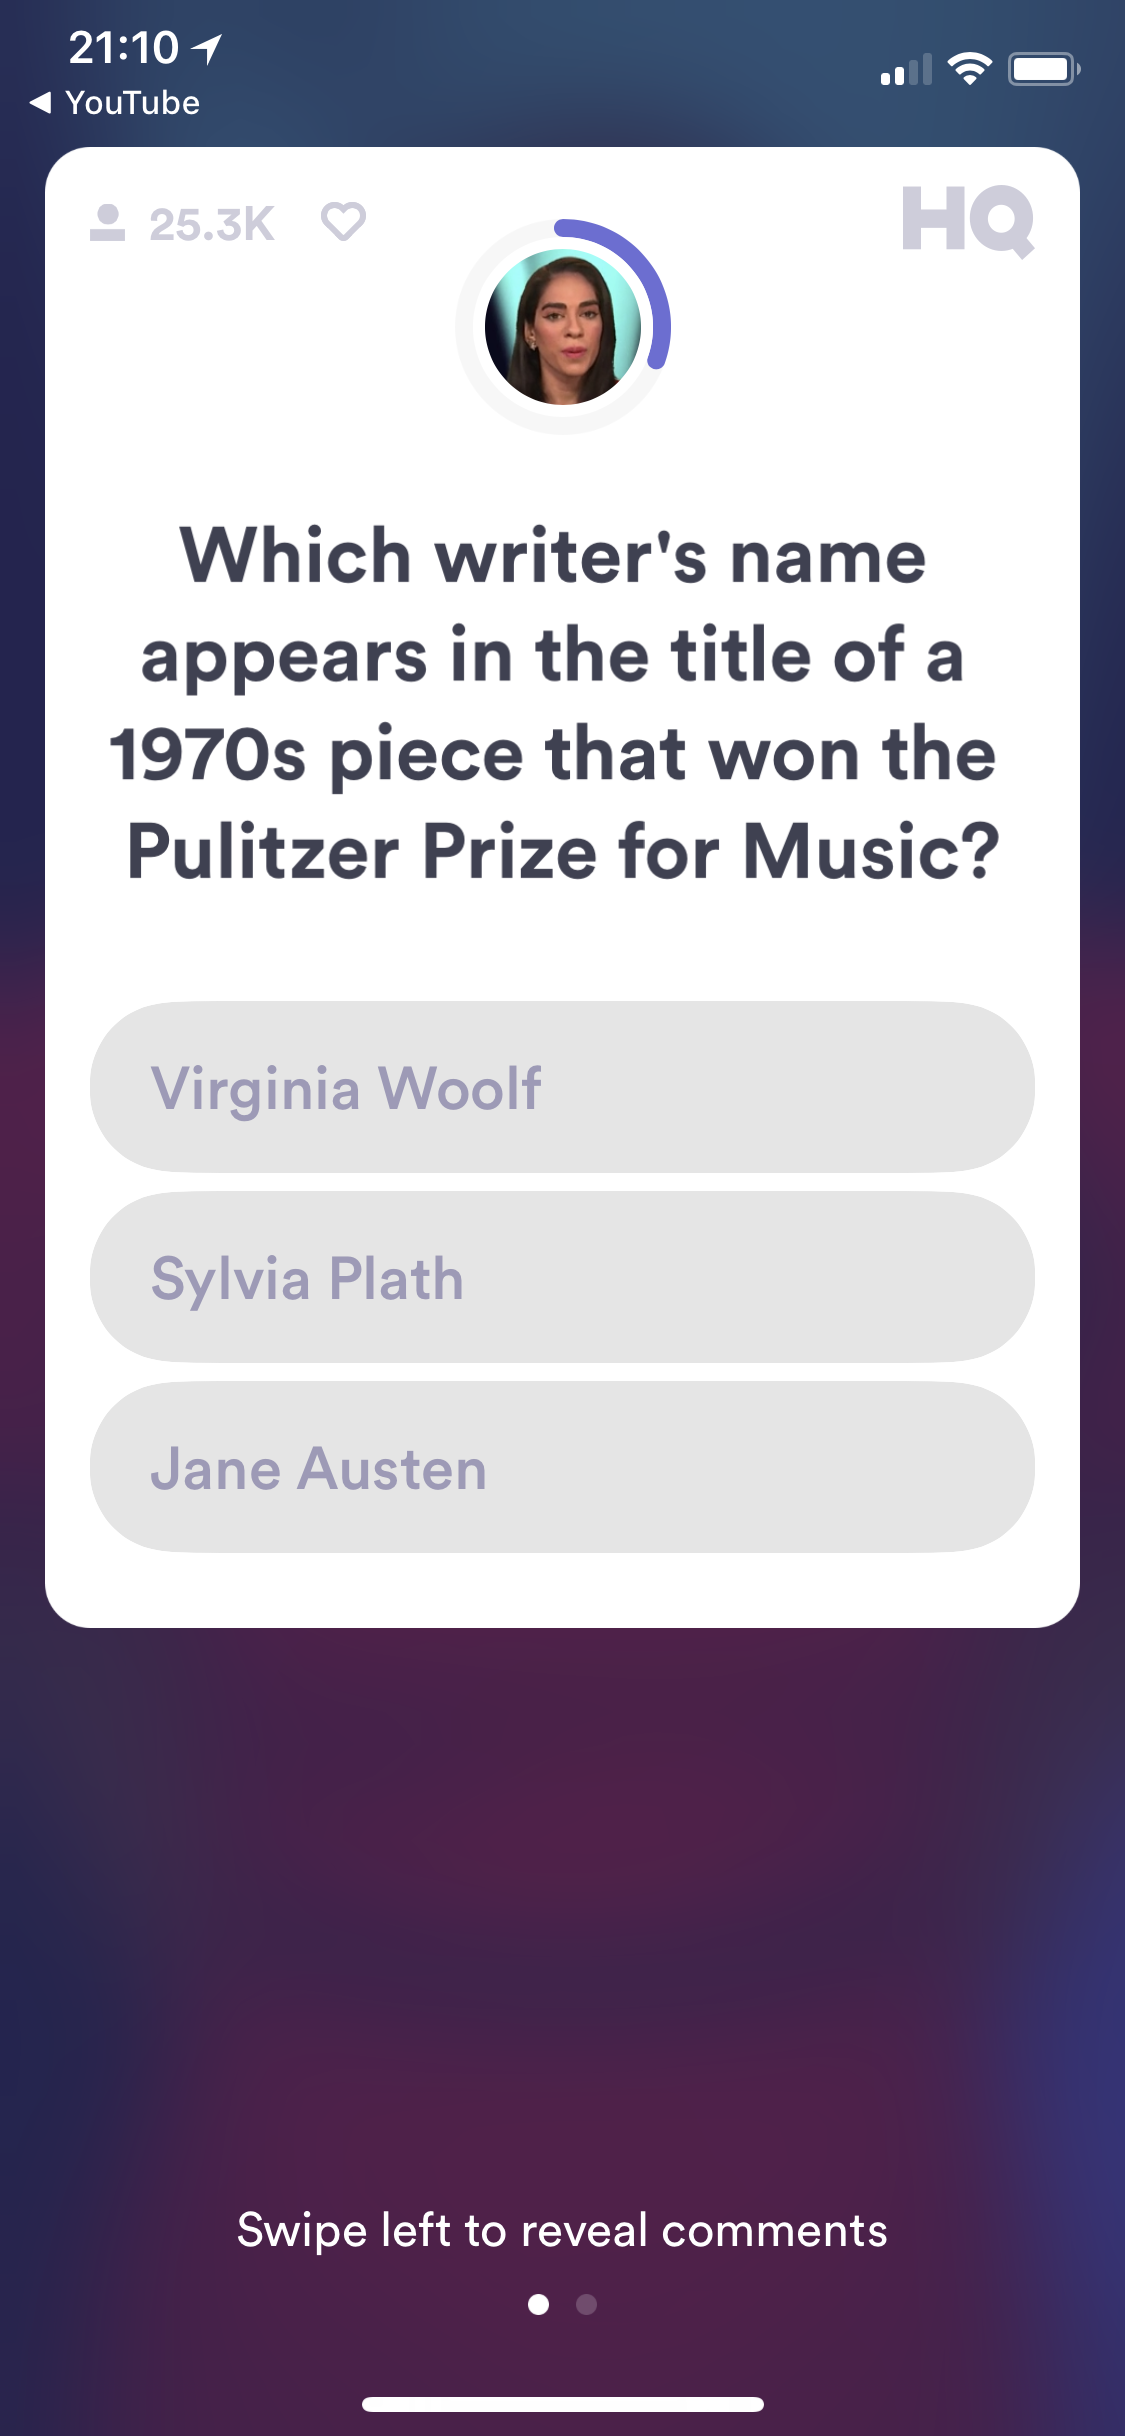 21:10
YouTube
25.3K
HQ
Which writer's name
appears in the title of a
1970s piece that won the
Pulitzer Prize for Music?
Virginia Woolf
Sylvia Plath
Jane Austen
Swipe left to reveal comments